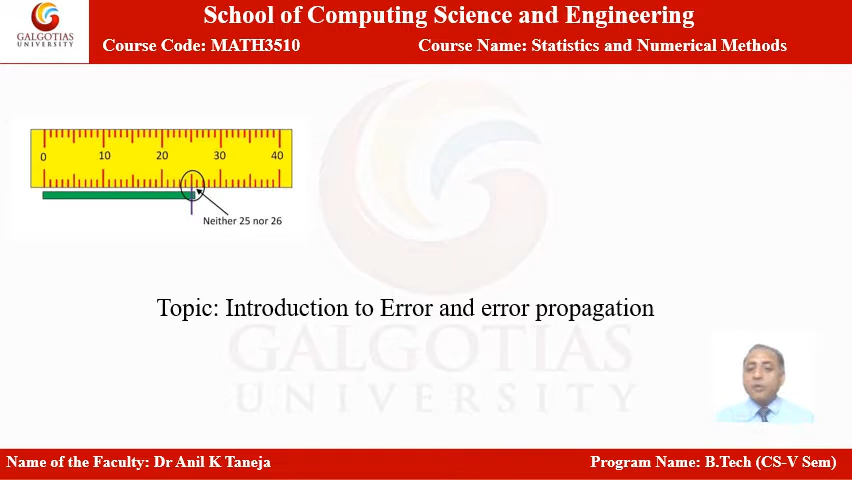 School of Computing Science and Engineering
GALGOTIAS
UNIVERSITY
Course Code: MATH3510
Course Name: Statistics and Numerical Methods
0 10 20 30 40
Neither 25 nor 26
Topic: Introduction to Error and error propagation
GALGOTIAS
UNIVERSITY
Name of the Faculty: Dr Anil K Taneja
Program Name: B.Tech (CS-V Sem)